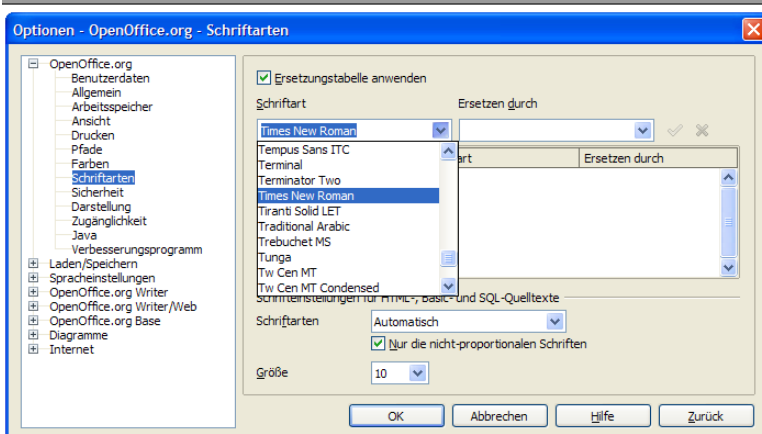 Optionen - OpenOffice.org - Schriftarten
OpenOffice.org
Benutzerdaten
Allgemein
Arbeitsspeicher
Ansicht
Drucken
Pfade
Farben
Schriftarten
Sicherheit
Darstellung
Zugänglichkeit
Java
Verbesserungsprogramm
Laden/Speichern
Spracheinstellungen
OpenOffice.org Writer
OpenOffice.org Writer/Web
OpenOffice.org Base
Diagramme
Internet
Ersetzungstabelle anwenden
Schriftart Ersetzen durch
Times New Roman
Tempus Sans ITC
Terminal
Terminator Two
Times New Roman
Tiranti Solid LET
Traditional Arabic
Trebuchet MS
Tunga
Tw Cen MT
Tw Cen MT Condensed
art Ersetzen durch
Schrifteinstellungen für HTML-, Basic- und SQL-Quelltexte
Schriftarten Automatisch
Nur die nicht-proportionalen Schriften
Größe 10
OK Abbrechen Hilfe Zurück